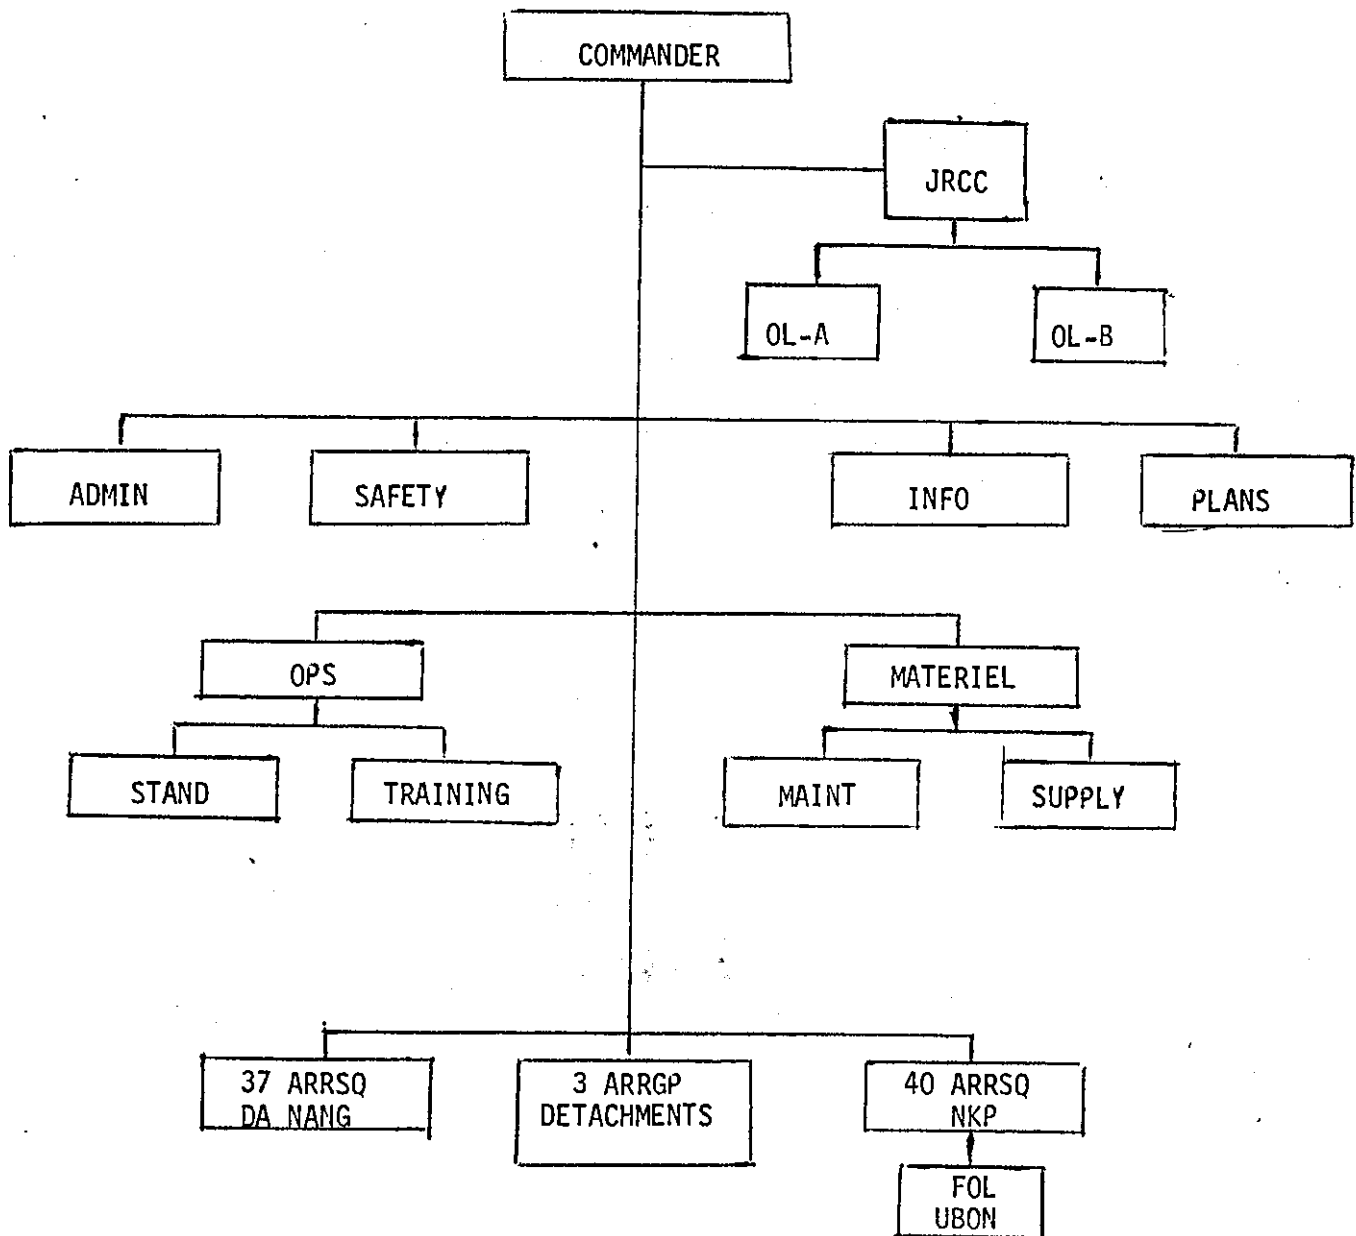 COMMANDER
JRCC
OL-A
OL-B
ADMIN
SAFETY
INFO
PLANS
OPS
MATERIEL
STAND
TRAINING
MAINT
SUPPLY
37 ARRSQ
DA NANG
3 ARRGP
DETACHMENTS
40 ARRSQ
NKP
FOL
UBON